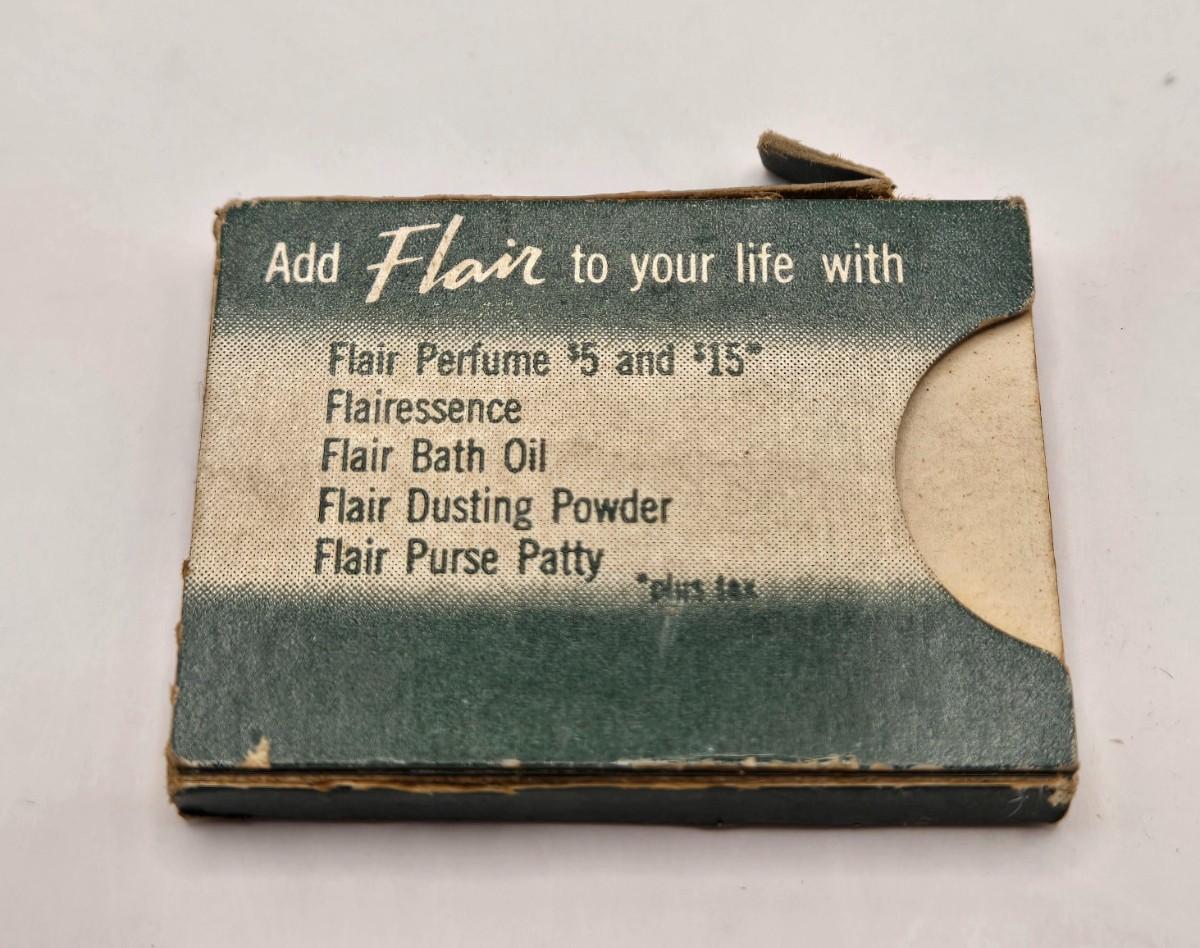 Add Flair to your life with
Flair Perfume $5 and $15*
Flairessence
Flair Bath Oil
Flair Dusting Powder
Flair Purse Patty
*plus tax